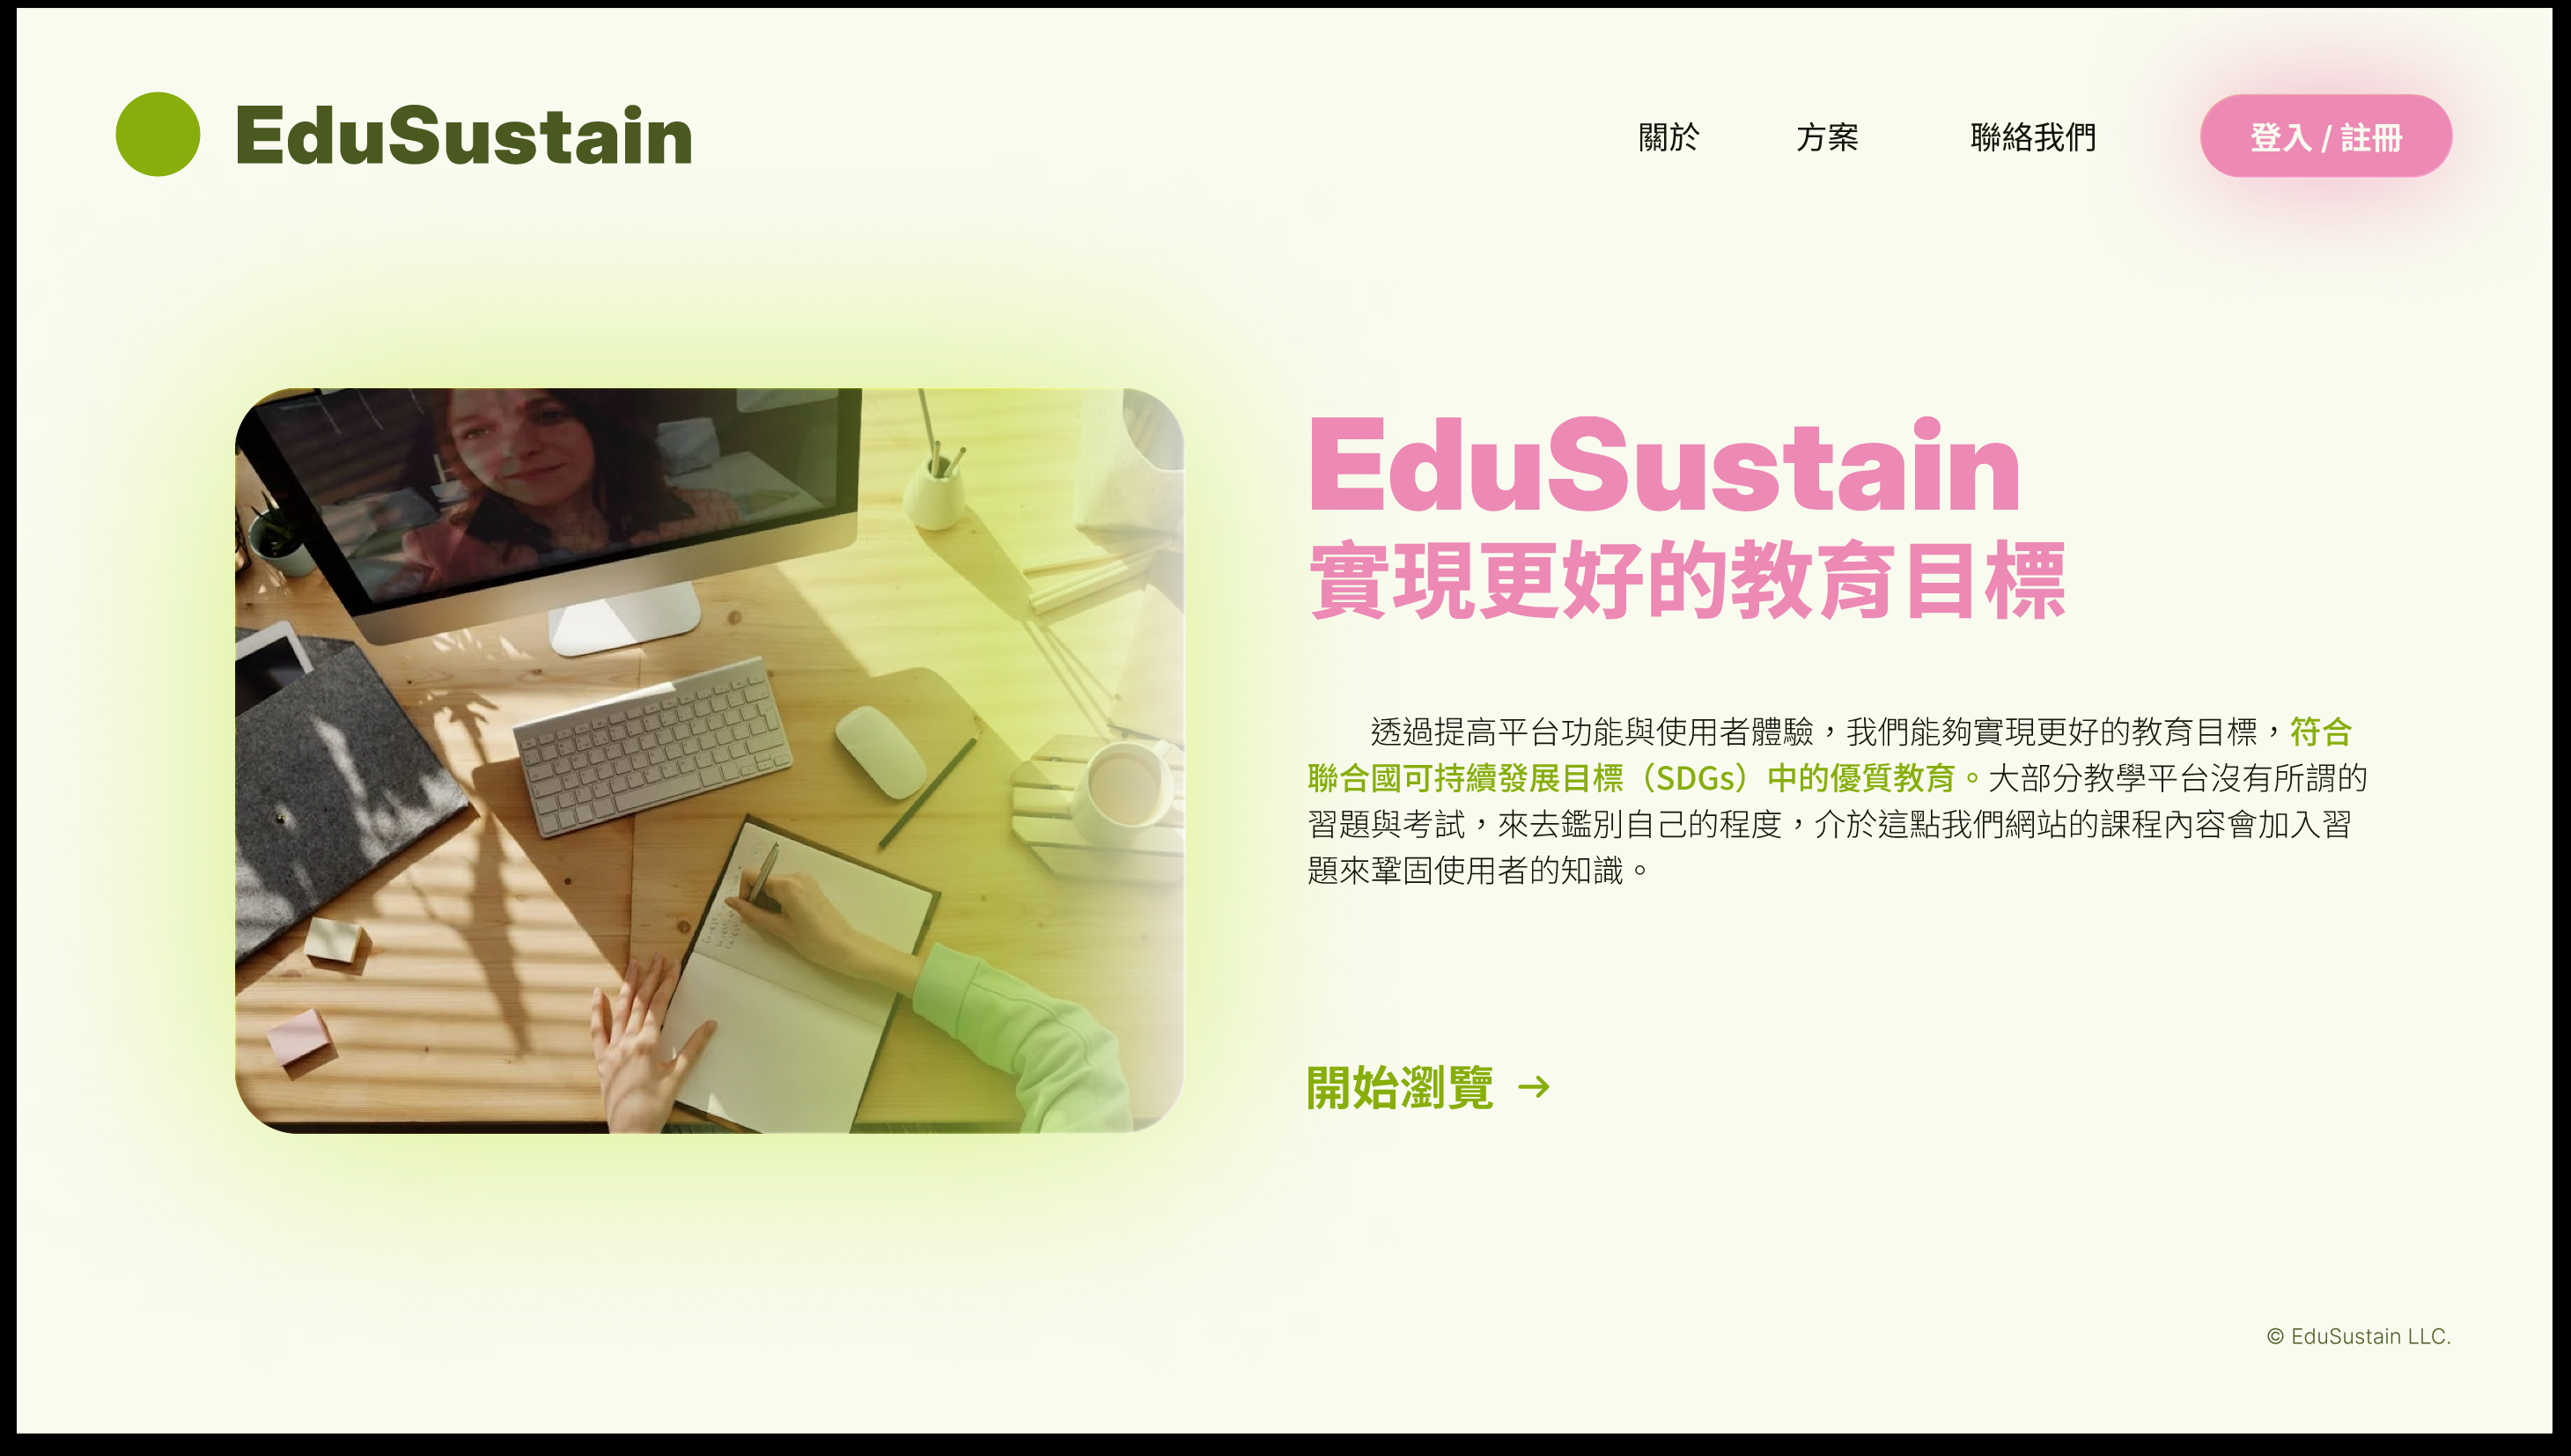 EduSustain
關於
方案
聯絡我們
登入 / 註冊
EduSustain
實現更好的教育目標
透過提高平台功能與使用者體驗，我們能夠實現更好的教育目標，符合
聯合國可持續發展目標（SDGs）中的優質教育。大部分教學平台沒有所謂的
習題與考試，來去鑑別自己的程度，介於這點我們網站的課程內容會加入習
題來鞏固使用者的知識。
開始瀏覽 →
© EduSustain LLC.